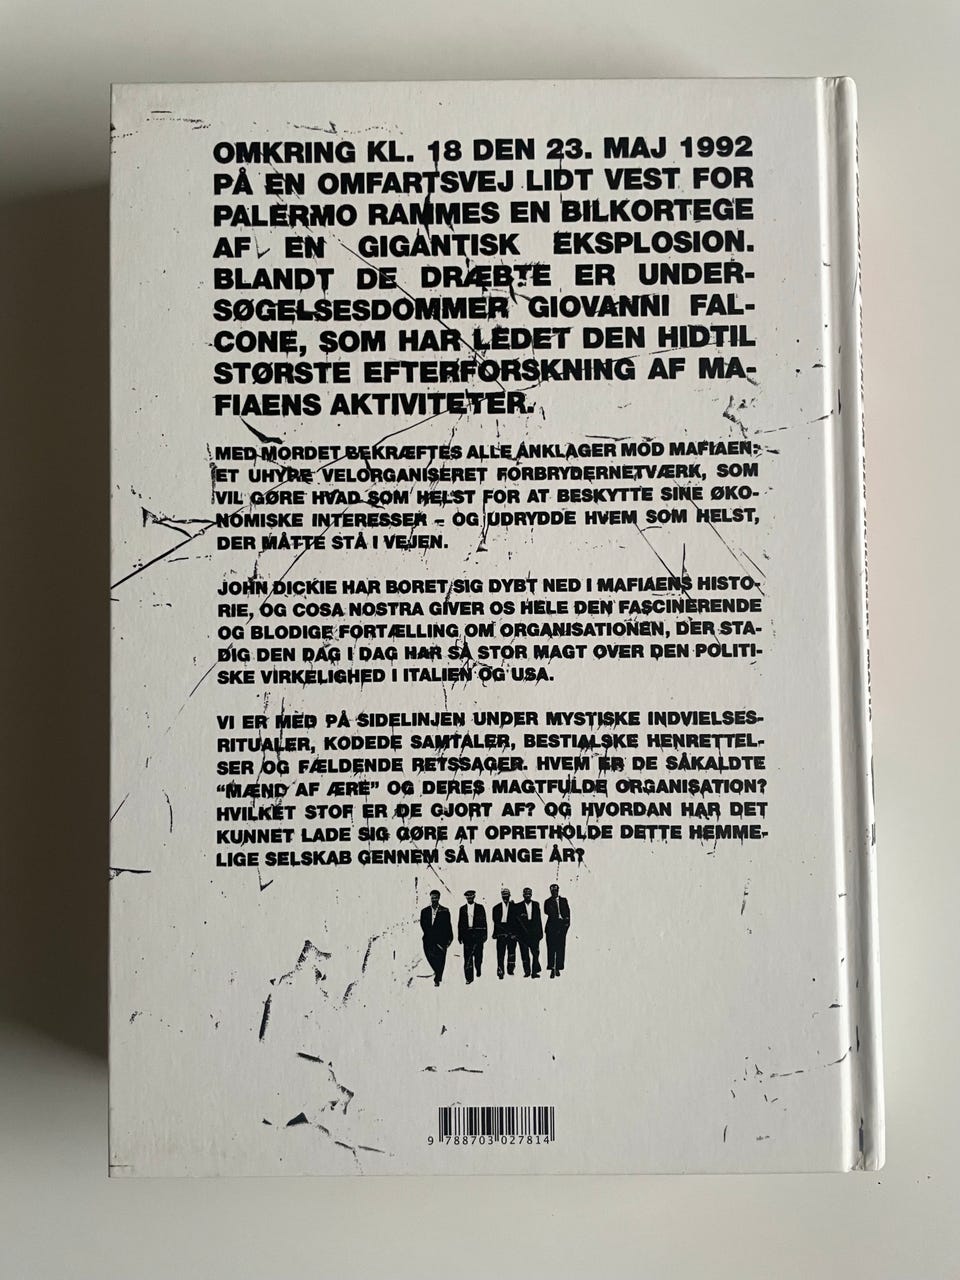 OMKRING KL. 18 DEN 23. MAJ 1992
PÅ EN OMFARTSVEJ LIDT VEST FOR
PALERMO RAMMES EN BILKORTEGE
AF EN GIGANTISK EKSPLOSION.
BLANDT DE DRÆBTE ER UNDER-
SØGELSESDOMMER GIOVANNI FAL-
CONE, SOM HAR LEDET DEN HIDTIL
STØRSTE EFTERFORSKNING AF MA-
FIAENS AKTIVITETER.
MED MORDET BEKRÆFTES ALLE ANKLAGER MOD MAFIAEN:
ET UHYRE VELORGANISERET FORBRYDERNETVÆRK, SOM
VIL GØRE HVAD SOM HELST FOR AT BESKYTTE SINE ØKO-
NOMISKE INTERESSER – OG UDRYDDE HVEM SOM HELST,
DER MÅTTE STÅ I VEJEN.
JOHN DICKIE HAR BORET SIG DYBT NED I MAFIAENS HISTO-
RIE, OG COSA NOSTRA GIVER OS HELE DEN FASCINERENDE
OG BLODIGE FORTÆLLING OM ORGANISATIONEN, DER STA-
DIG DEN DAG I DAG HAR SÅ STOR MAGT OVER DEN POLITI-
SKE VIRKELIGHED I ITALIEN OG USA.
VI ER MED PÅ SIDELINJEN UNDER MYSTISKE INDVIELSES-
RITUALER, KODEDE SAMTALER, BESTIALSKE HENRETTEL-
SER OG FÆLDENDE RETSSAGER. HVEM ER DE SÅKALDTE
“MÆND AF ÆRE” OG DERES MAGTFULDE ORGANISATION?
HVILKET STOF ER DE GJORT AF? OG HVORDAN HAR DET
KUNNET LADE SIG GØRE AT OPRETHOLDE DETTE HEMME-
LIGE SELSKAB GENNEM SÅ MANGE ÅR?
9 788703 027814